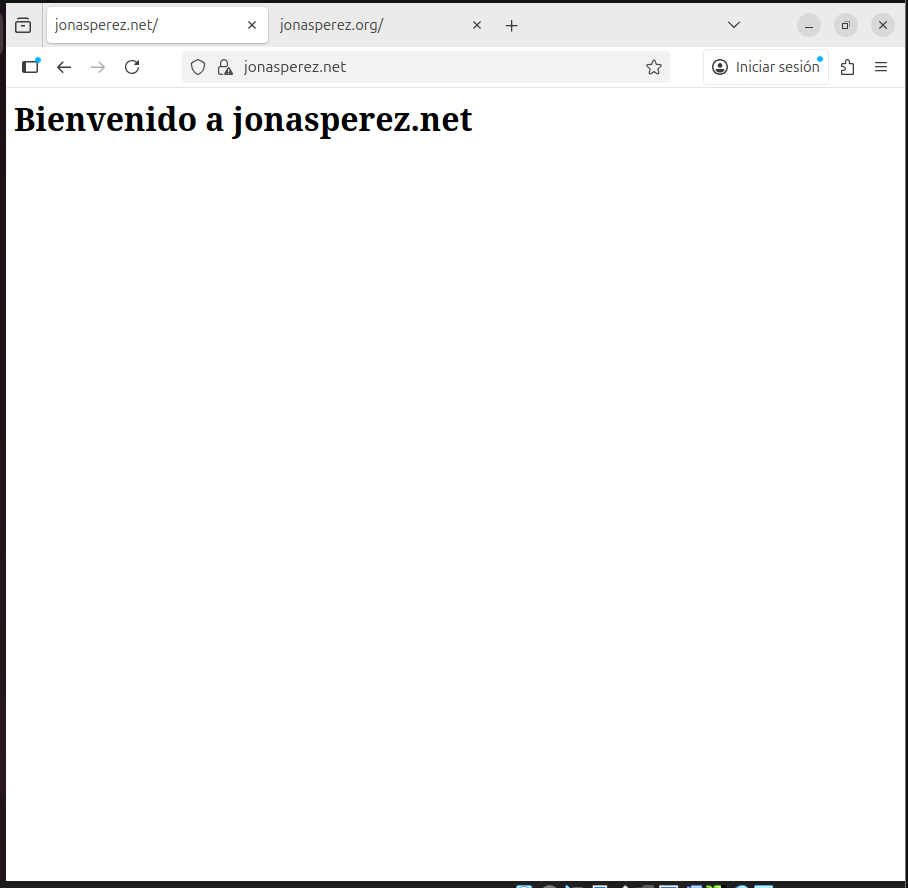 jonasperez.net/
jonasperez.org/
jonasperez.net
Iniciar sesión
Bienvenido a jonasperez.net